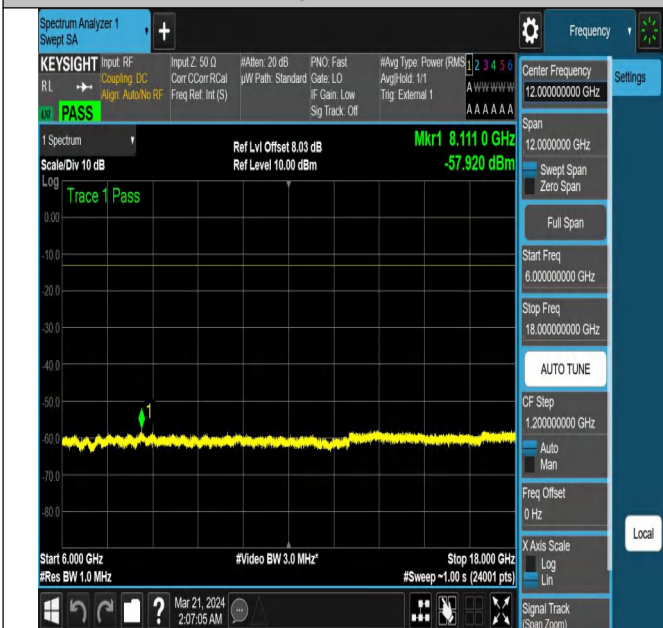 Spectrum Analyzer 1
Swept SA
+
Frequency
KEYSIGHT
RL
LXI
PASS
Input: RF
Coupling: DC
Align: Auto/No RF
Input Z: 50 Ω
Corr CCorr RCal
Freq Ref: Int (S)
#Atten: 20 dB
µW Path: Standard
PNO: Fast
Gate: LO
IF Gain: Low
Sig Track: Off
#Avg Type: Power (RMS
Avg|Hold: 1/1
Trig: External 1
1 2 3 4 5 6
A W W W W W
A A A A A A
1 Spectrum
Scale/Div 10 dB
Ref Lvl Offset 8.03 dB
Ref Level 10.00 dBm
Mkr1 8.111 0 GHz
-57.920 dBm
Log
Trace 1 Pass
0.00
-10.0
-20.0
-30.0
-40.0
-50.0
-60.0
-70.0
-80.0
1
Start 6.000 GHz
#Res BW 1.0 MHz
#Video BW 3.0 MHz*
Stop 18.000 GHz
#Sweep ~1.00 s (24001 pts)
?
Mar 21, 2024
2:07:05 AM
Center Frequency
12.000000000 GHz
Span
12.0000000 GHz
Swept Span
Zero Span
Full Span
Start Freq
6.000000000 GHz
Stop Freq
18.000000000 GHz
AUTO TUNE
CF Step
1.200000000 GHz
Auto
Man
Freq Offset
0 Hz
X Axis Scale
Log
Lin
Signal Track
(Span Zoom)
Settings
Local